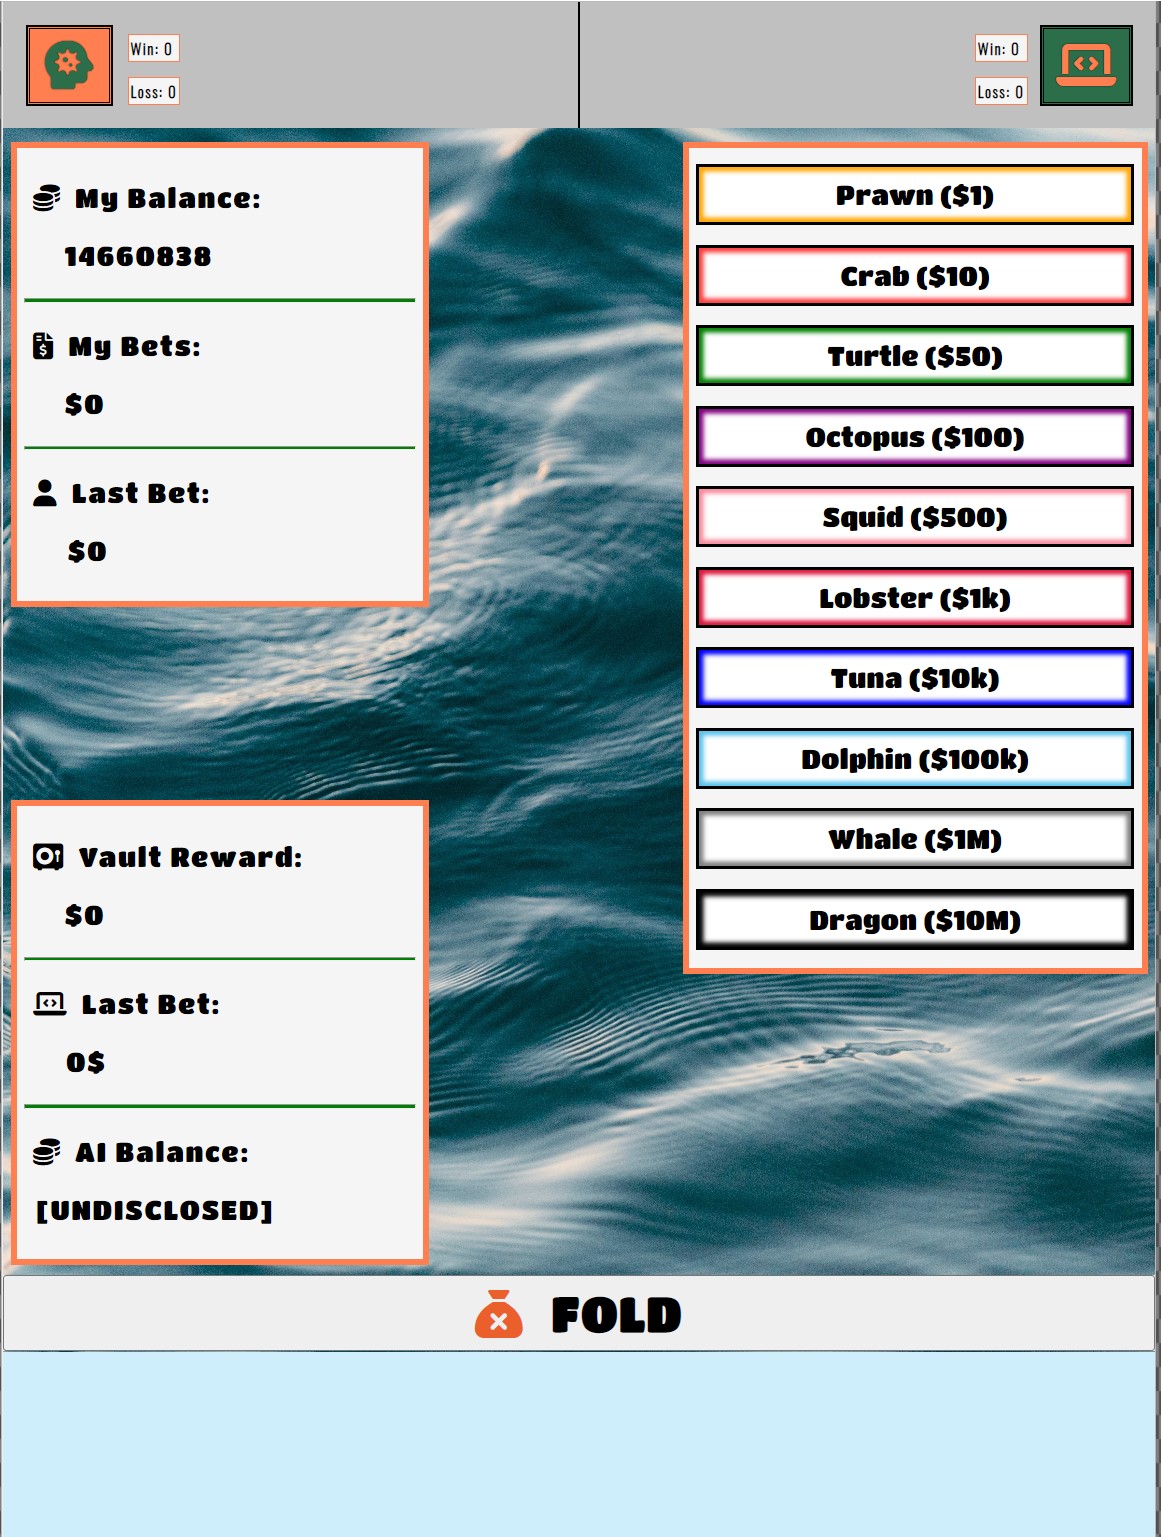 Win: 0
Loss: 0
Win: 0
Loss: 0
My Balance:
14660838
My Bets:
$0
Last Bet:
$0
Vault Reward:
$0
Last Bet:
0$
AI Balance:
[UNDISCLOSED]
Prawn ($1)
Crab ($10)
Turtle ($50)
Octopus ($100)
Squid ($500)
Lobster ($1k)
Tuna ($10k)
Dolphin ($100k)
Whale ($1M)
Dragon ($10M)
FOLD